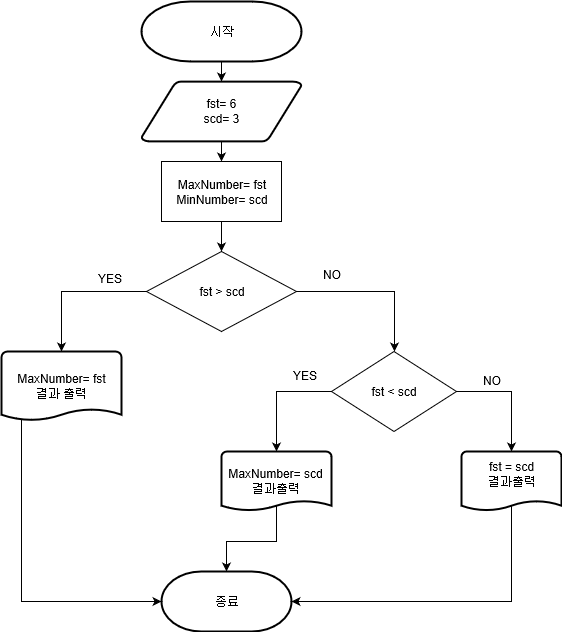 시작
fst= 6
scd= 3
MaxNumber= fst
MinNumber= scd
fst > scd
YES
NO
MaxNumber= fst
결과 출력
fst < scd
YES
NO
MaxNumber= scd
결과출력
fst = scd
결과출력
종료